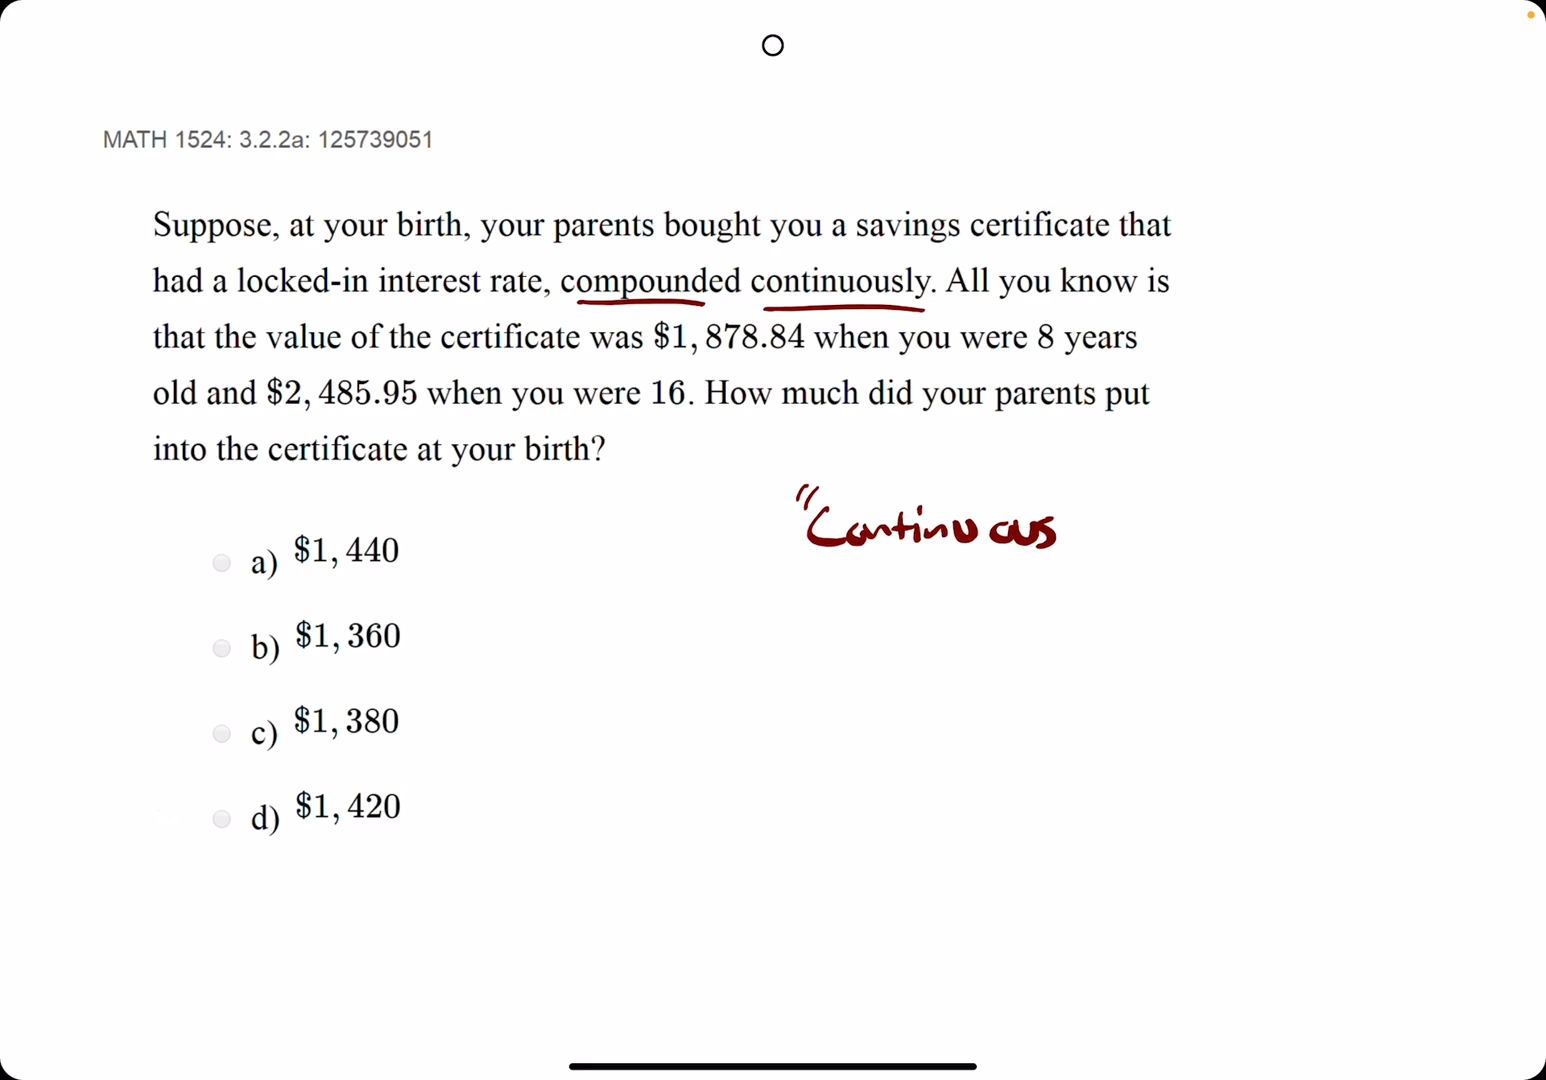 MATH 1524: 3.2.2a: 125739051
Suppose, at your birth, your parents bought you a savings certificate that
had a locked-in interest rate, compounded continuously. All you know is
that the value of the certificate was $1, 878.84 when you were 8 years
old and $2, 485.95 when you were 16. How much did your parents put
into the certificate at your birth?
"Continuous
a) $1, 440
b) $1, 360
c) $1, 380
d) $1, 420